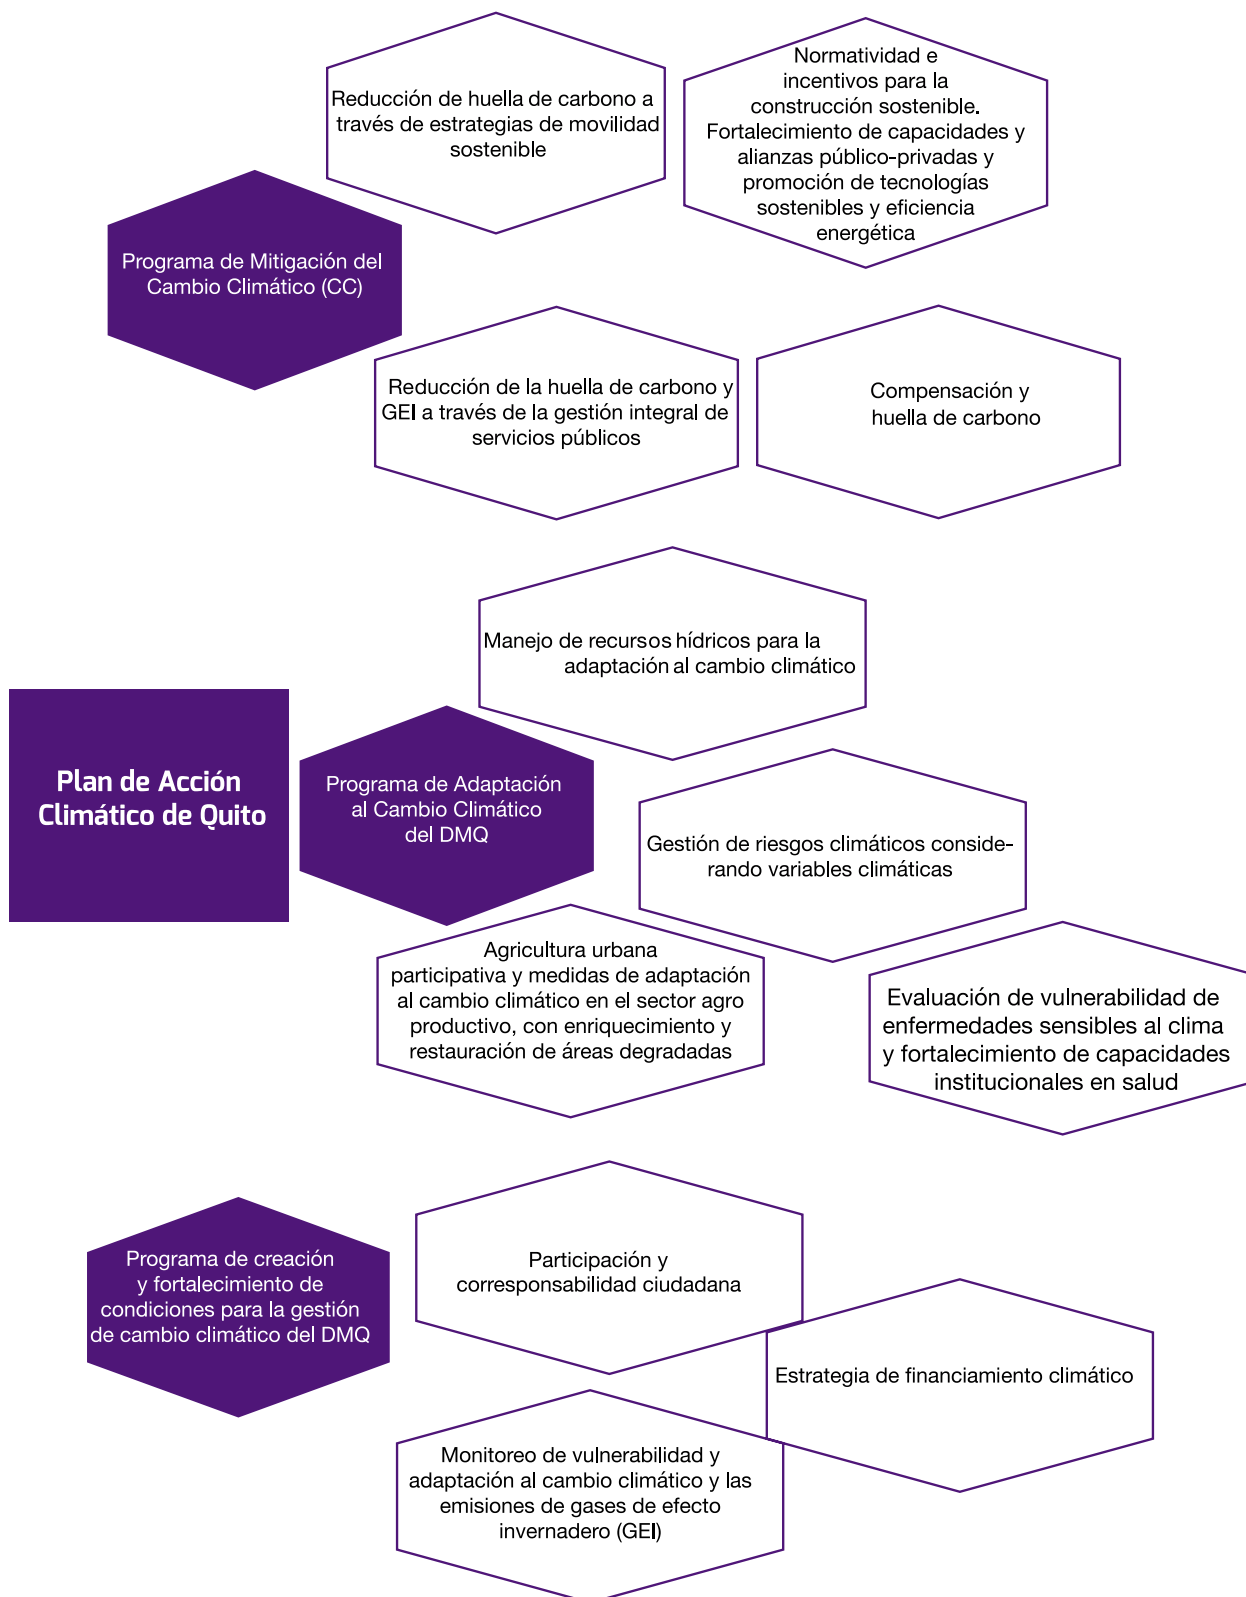 Reducción de huella de carbono a
través de estrategias de movilidad
sostenible
Normatividad e
incentivos para la
construcción sostenible.
Fortalecimiento de capacidades y
alianzas público-privadas y
promoción de tecnologías
sostenibles y eficiencia
energética
Programa de Mitigación del
Cambio Climático (CC)
Reducción de la huella de carbono y
GEI a través de la gestión integral de
servicios públicos
Compensación y
huella de carbono
Manejo de recursos hídricos para la
adaptación al cambio climático
Plan de Acción
Climático de Quito
Programa de Adaptación
al Cambio Climático
del DMQ
Gestión de riesgos climáticos conside-
rando variables climáticas
Agricultura urbana
participativa y medidas de adaptación
al cambio climático en el sector agro
productivo, con enriquecimiento y
restauración de áreas degradadas
Evaluación de vulnerabilidad de
enfermedades sensibles al clima
y fortalecimiento de capacidades
institucionales en salud
Programa de creación
y fortalecimiento de
condiciones para la gestión
de cambio climático del DMQ
Participación y
corresponsabilidad ciudadana
Estrategia de financiamiento climático
Monitoreo de vulnerabilidad y
adaptación al cambio climático y las
emisiones de gases de efecto
invernadero (GEI)